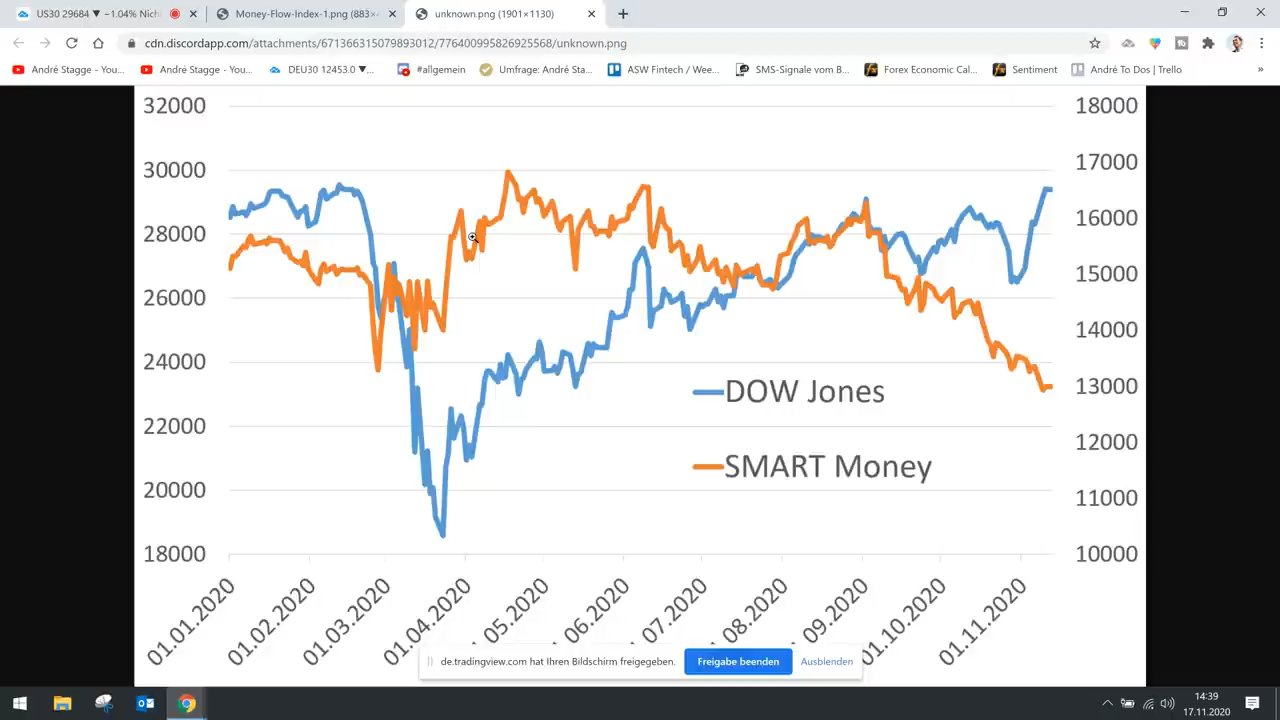 US30 29684 ▼ −1.04% Nich
Money-Flow-Index-1.png (883×
unknown.png (1901×1130)
cdn.discordapp.com/attachments/671366315079893012/776400995826925568/unknown.png
André Stagge - You...
André Stagge - You...
DEU30 12453.0 ▼...
#allgemein
Umfrage: André Sta...
ASW Fintech / Wee...
SMS-Signale vom B...
Forex Economic Cal...
Sentiment
André To Dos | Trello
»
32000
18000
30000
17000
28000
16000
26000
15000
24000
14000
22000
13000
20000
12000
18000
11000
10000
DOW Jones
SMART Money
01.01.2020
01.02.2020
01.03.2020
01.04.2020
.05.2020
.06.2020
.07.2020
.08.2020
.09.2020
01.10.2020
01.11.2020
de.tradingview.com hat Ihren Bildschirm freigegeben.
Freigabe beenden
Ausblenden
14:39
17.11.2020